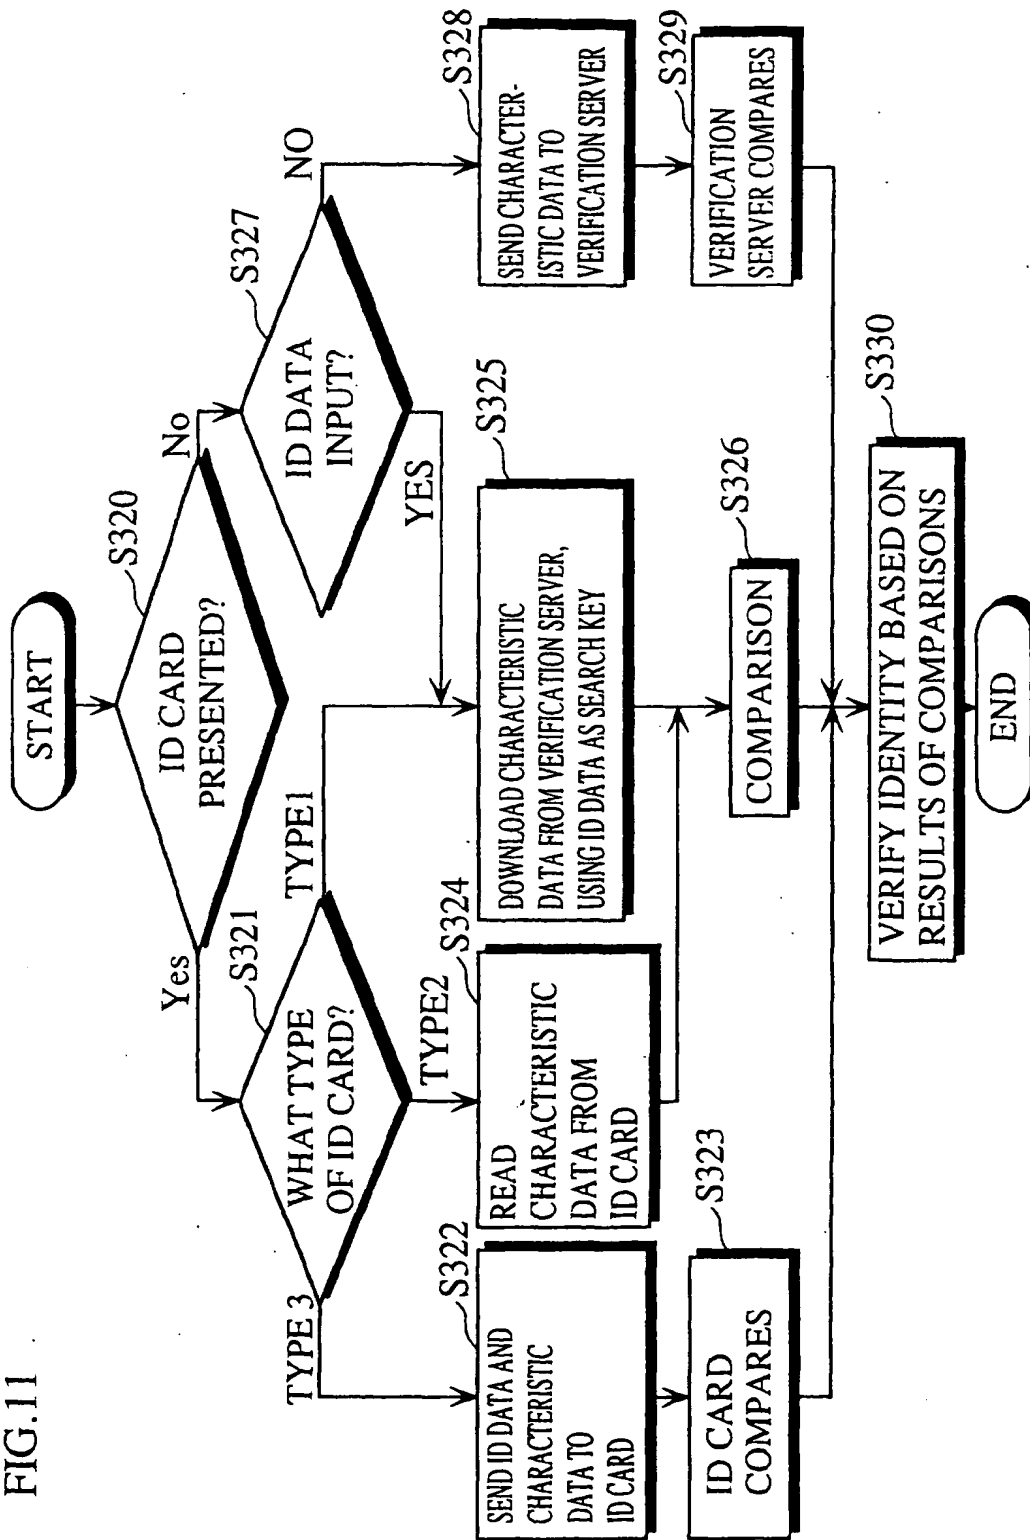 FIG.11
START
S320
ID CARD
PRESENTED?
Yes
No
S321
WHAT TYPE
OF ID CARD?
S327
ID DATA
INPUT?
TYPE 3
TYPE2
TYPE1
YES
NO
S322
SEND ID DATA AND
CHARACTERISTIC
DATA TO
ID CARD
S324
READ
CHARACTERISTIC
DATA FROM
ID CARD
S325
DOWNLOAD CHARACTERISTIC
DATA FROM VERIFICATION SERVER,
USING ID DATA AS SEARCH KEY
S328
SEND CHARACTER-
ISTIC DATA TO
VERIFICATION SERVER
S323
ID CARD
COMPARES
S326
COMPARISON
S329
VERIFICATION
SERVER COMPARES
S330
VERIFY IDENTITY BASED ON
RESULTS OF COMPARISONS
END